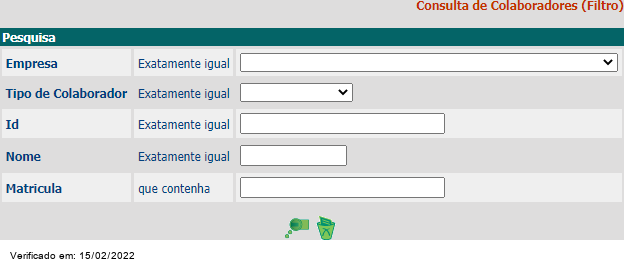 Consulta de Colaboradores (Filtro)
Pesquisa
Empresa Exatamente igual
Tipo de Colaborador Exatamente igual
Id Exatamente igual
Nome Exatamente igual
Matricula que contenha
Verificado em: 15/02/2022